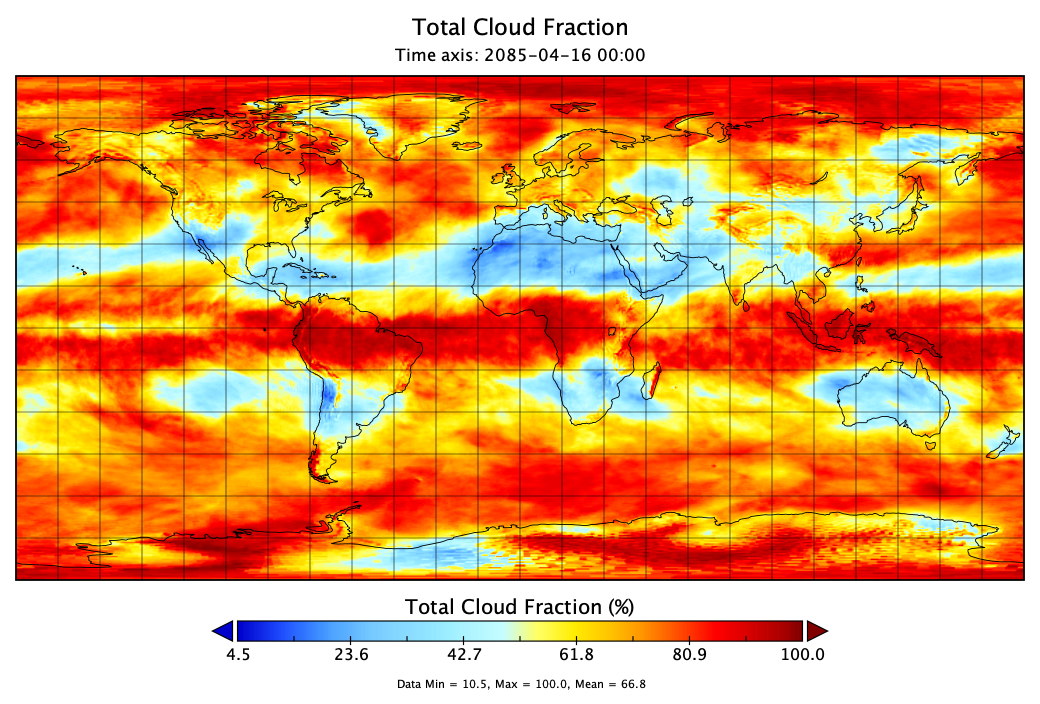 Total Cloud Fraction
Time axis: 2085-04-16 00:00
Total Cloud Fraction (%)
4.5 23.6 42.7 61.8 80.9 100.0
Data Min = 10.5, Max = 100.0, Mean = 66.8